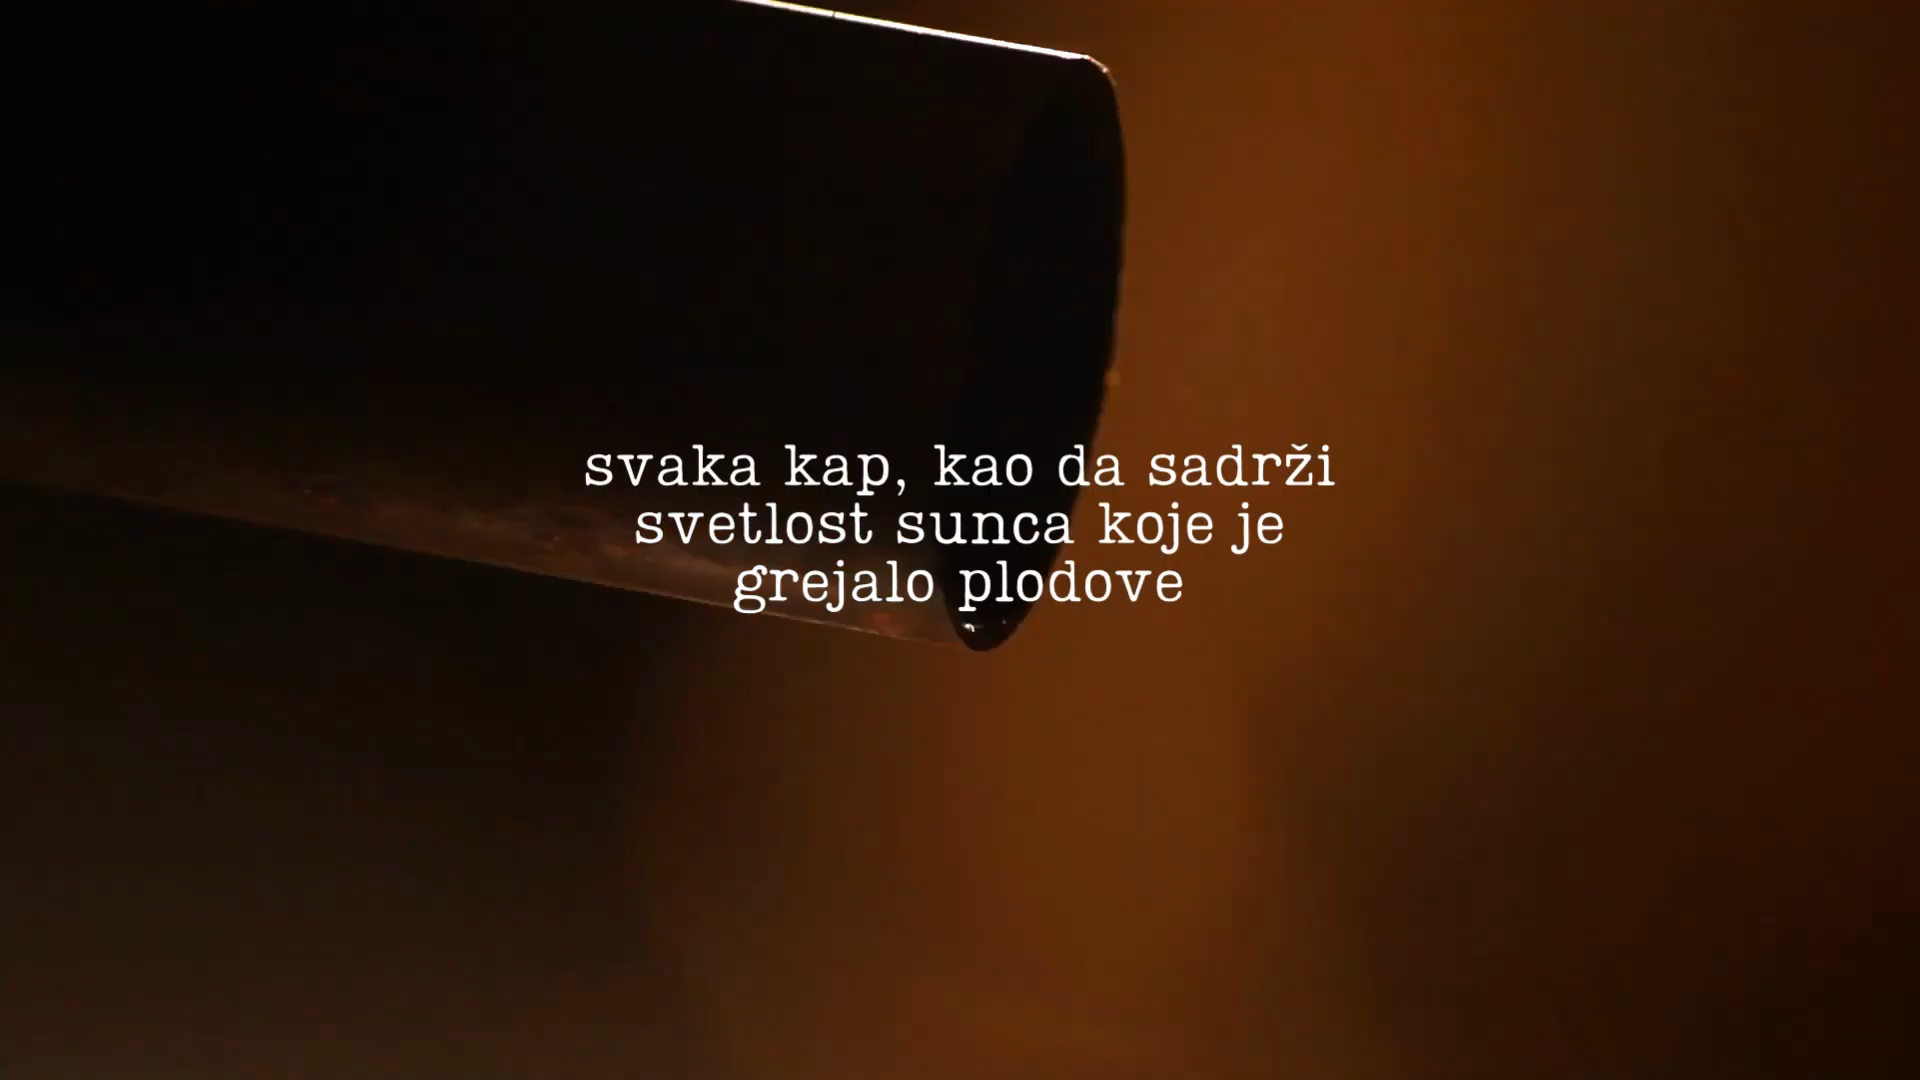 svaka kap, kao da sadrži
svetlost sunca koje je
grejalo plodove